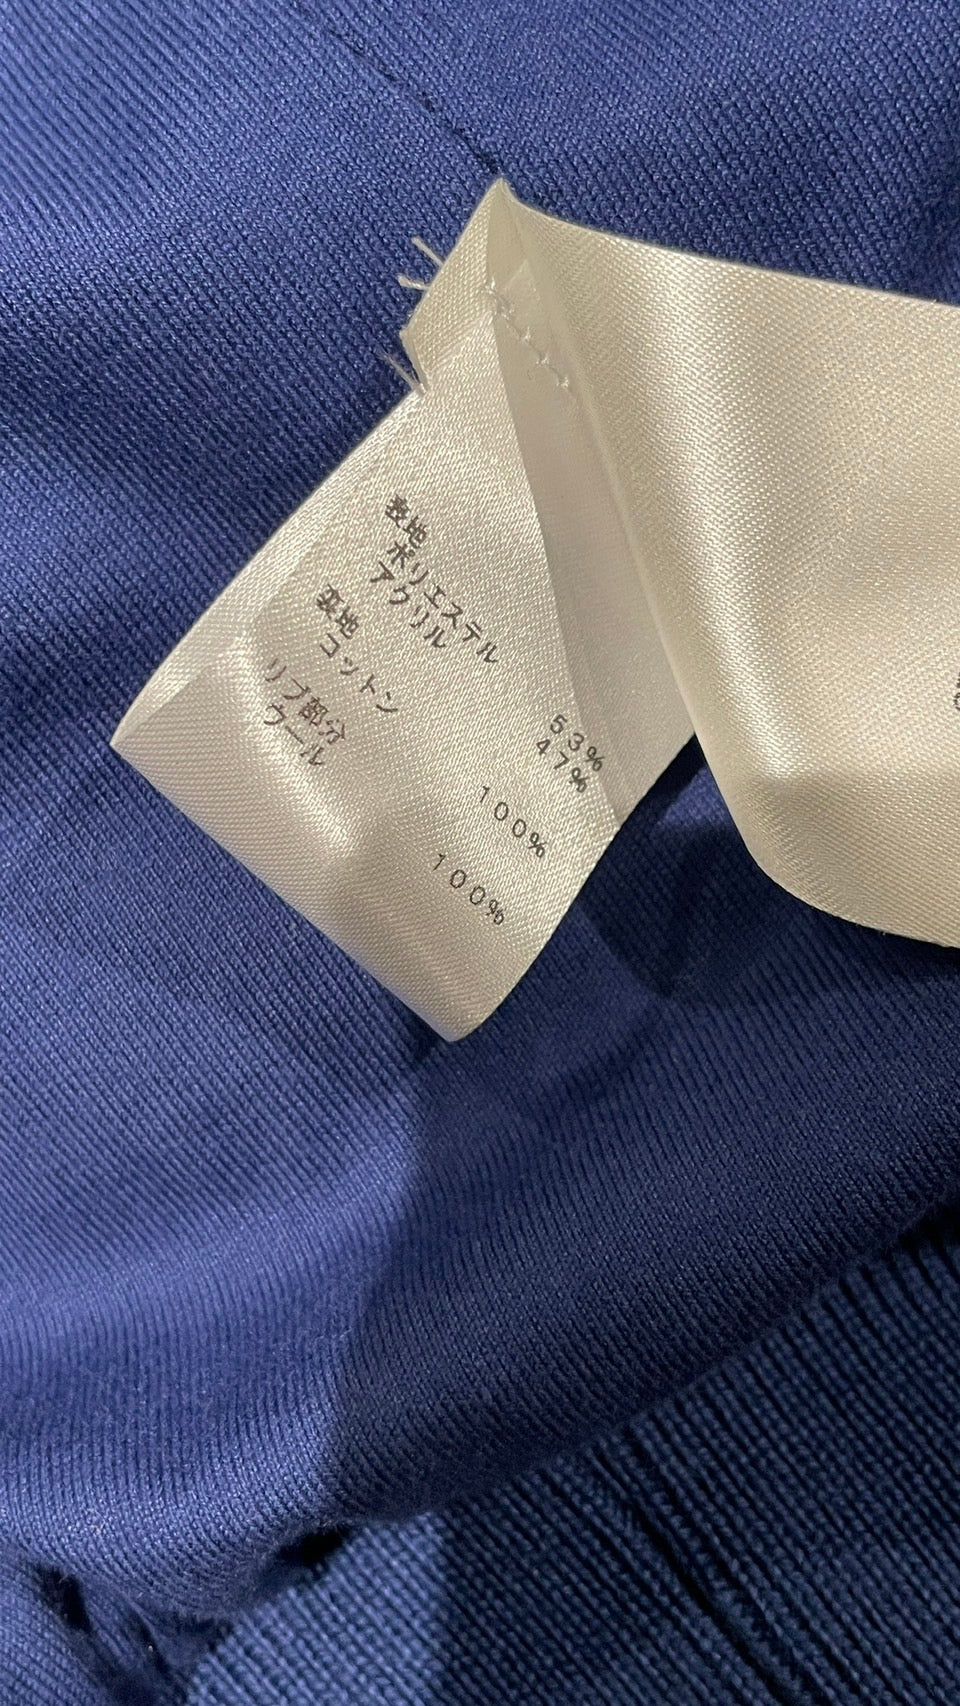 表地
ポリエステル 53%
アクリル 47%
裏地
コットン 100%
リブ部分
ウール 100%